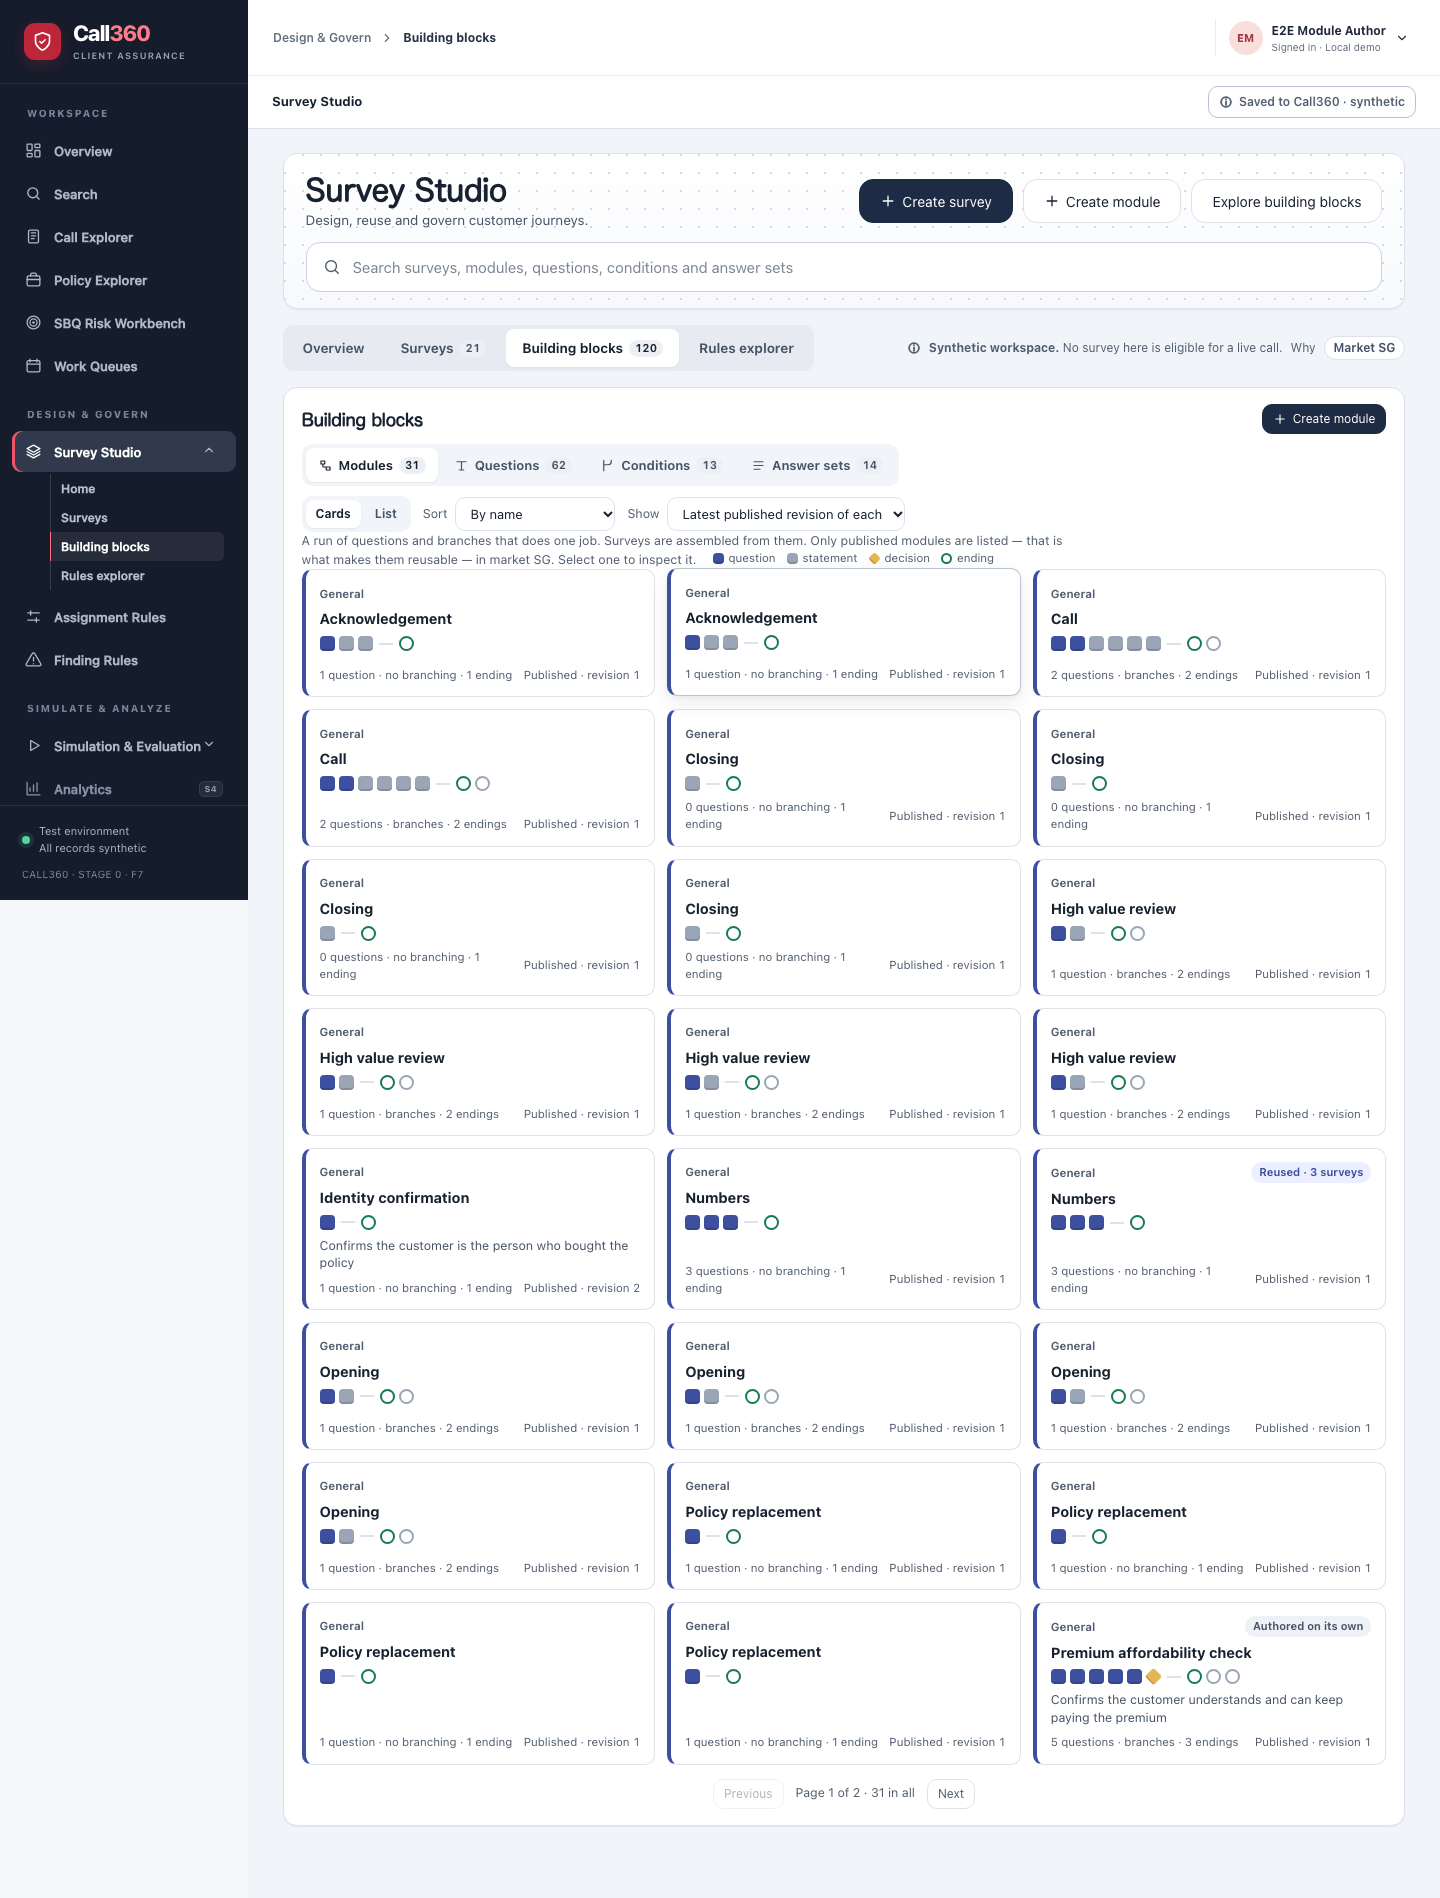 Call360
CLIENT ASSURANCE
WORKSPACE
Overview
Search
Call Explorer
Policy Explorer
SBQ Risk Workbench
Work Queues
DESIGN & GOVERN
Survey Studio
Home
Surveys
Building blocks
Rules explorer
Assignment Rules
Finding Rules
SIMULATE & ANALYZE
Simulation & Evaluation
Analytics S4
Test environment
All records synthetic
CALL360 · STAGE 0 · F7
Design & Govern > Building blocks
EM E2E Module Author
Signed in · Local demo
Survey Studio
Saved to Call360 · synthetic
Survey Studio
Design, reuse and govern customer journeys.
+ Create survey + Create module Explore building blocks
Search surveys, modules, questions, conditions and answer sets
Overview Surveys 21 Building blocks 120 Rules explorer
Synthetic workspace. No survey here is eligible for a live call. Why Market SG
Building blocks
+ Create module
Modules 31 Questions 62 Conditions 13 Answer sets 14
Cards List Sort By name Show Latest published revision of each
A run of questions and branches that does one job. Surveys are assembled from them. Only published modules are listed — that is
what makes them reusable — in market SG. Select one to inspect it. question statement decision ending
General
Acknowledgement
1 question · no branching · 1 ending Published · revision 1
General
Acknowledgement
1 question · no branching · 1 ending Published · revision 1
General
Call
2 questions · branches · 2 endings Published · revision 1
General
Call
2 questions · branches · 2 endings Published · revision 1
General
Closing
0 questions · no branching · 1
ending
Published · revision 1
General
Closing
0 questions · no branching · 1
ending
Published · revision 1
General
Closing
0 questions · no branching · 1
ending
Published · revision 1
General
Closing
0 questions · no branching · 1
ending
Published · revision 1
General
High value review
1 question · branches · 2 endings Published · revision 1
General
High value review
1 question · branches · 2 endings Published · revision 1
General
High value review
1 question · branches · 2 endings Published · revision 1
General
High value review
1 question · branches · 2 endings Published · revision 1
General
Identity confirmation
Confirms the customer is the person who bought the
policy
1 question · no branching · 1 ending Published · revision 2
General
Numbers
3 questions · no branching · 1
ending
Published · revision 1
General Reused · 3 surveys
Numbers
3 questions · no branching · 1
ending
Published · revision 1
General
Opening
1 question · branches · 2 endings Published · revision 1
General
Opening
1 question · branches · 2 endings Published · revision 1
General
Opening
1 question · branches · 2 endings Published · revision 1
General
Opening
1 question · branches · 2 endings Published · revision 1
General
Policy replacement
1 question · no branching · 1 ending Published · revision 1
General
Policy replacement
1 question · no branching · 1 ending Published · revision 1
General
Policy replacement
1 question · no branching · 1 ending Published · revision 1
General
Policy replacement
1 question · no branching · 1 ending Published · revision 1
General Authored on its own
Premium affordability check
Confirms the customer understands and can keep
paying the premium
5 questions · branches · 3 endings Published · revision 1
Previous Page 1 of 2 · 31 in all Next